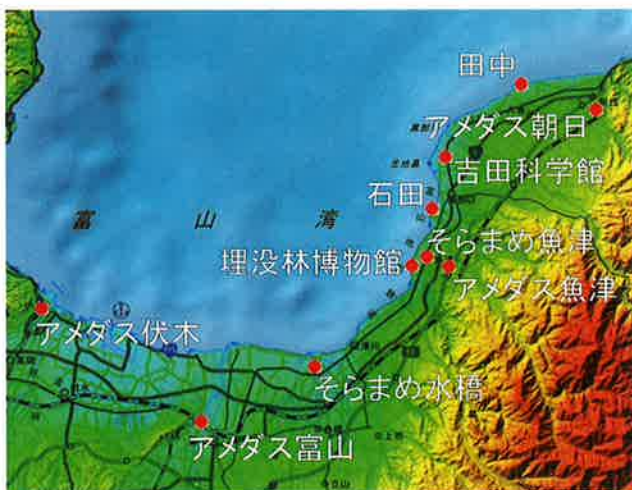 田中
アメダス朝日
吉田科学館
石田
富山湾
そらまめ魚津
埋没林博物館
アメダス魚津
アメダス伏木
そらまめ水橋
アメダス富山